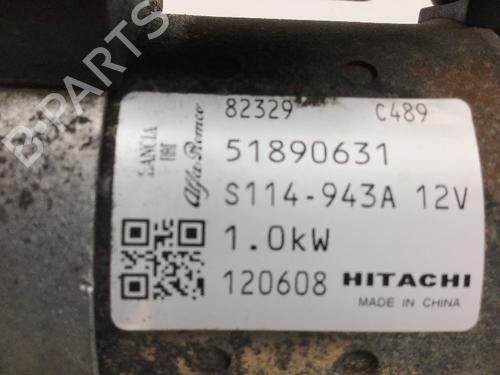 82329 C489
51890631
S114-943A 12V
1.0kW
120608 HITACHI
MADE IN CHINA
LANCIA
FIAT
Alfa Romeo
B-PARTS